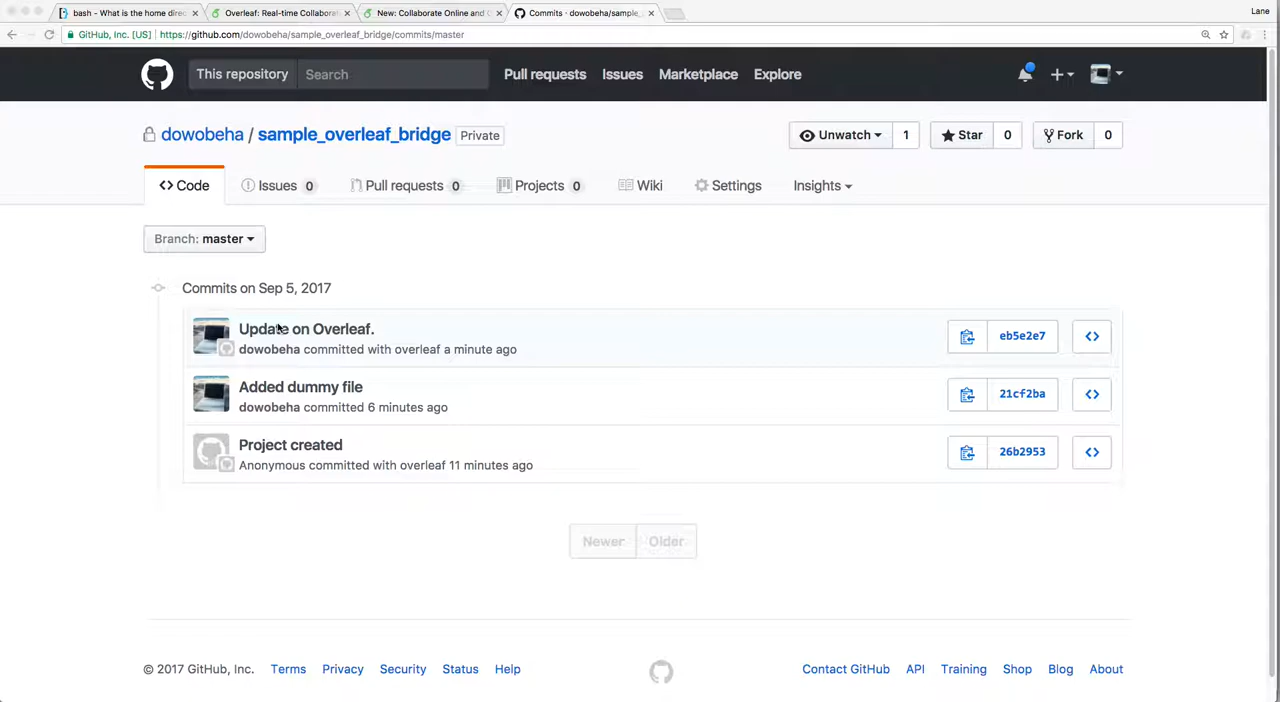 bash - What is the home direc
Overleaf: Real-time Collabora
New: Collaborate Online and O
Commits · dowobeha/sample_
Lane
GitHub, Inc. [US] https://github.com/dowobeha/sample_overleaf_bridge/commits/master
This repository Search Pull requests Issues Marketplace Explore
dowobeha / sample_overleaf_bridge Private
Unwatch 1 Star 0 Fork 0
Code Issues 0 Pull requests 0 Projects 0 Wiki Settings Insights
Branch: master
Commits on Sep 5, 2017
Update on Overleaf.
dowobeha committed with overleaf a minute ago
eb5e2e7
Added dummy file
dowobeha committed 6 minutes ago
21cf2ba
Project created
Anonymous committed with overleaf 11 minutes ago
26b2953
Newer Older
© 2017 GitHub, Inc. Terms Privacy Security Status Help
Contact GitHub API Training Shop Blog About